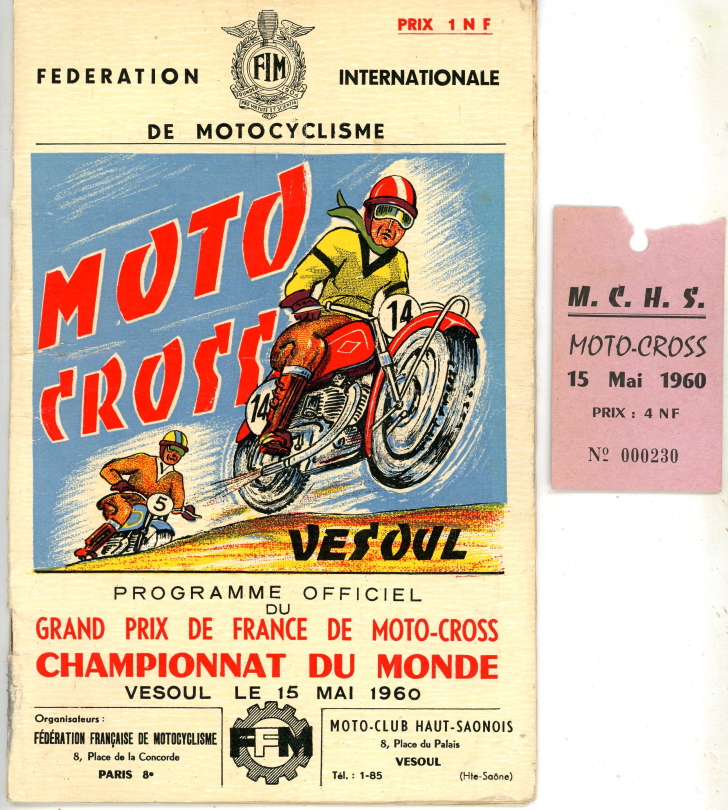 PRIX 1 N F
FIM
FEDERATION INTERNATIONALE
DE MOTOCYCLISME
MOTO
CROSS
14
14
5
VESOUL
PROGRAMME OFFICIEL
DU
GRAND PRIX DE FRANCE DE MOTO-CROSS
CHAMPIONNAT DU MONDE
VESOUL LE 15 MAI 1960
Organisateurs :
FÉDÉRATION FRANÇAISE DE MOTOCYCLISME
8, Place de la Concorde
PARIS 8e
FFM
MOTO-CLUB HAUT-SAONOIS
8, Place du Palais
VESOUL
Tél. : 1-85 (Hte-Saône)
M. C. H. S.
MOTO-CROSS
15 Mai 1960
PRIX : 4 NF
Nº 000230